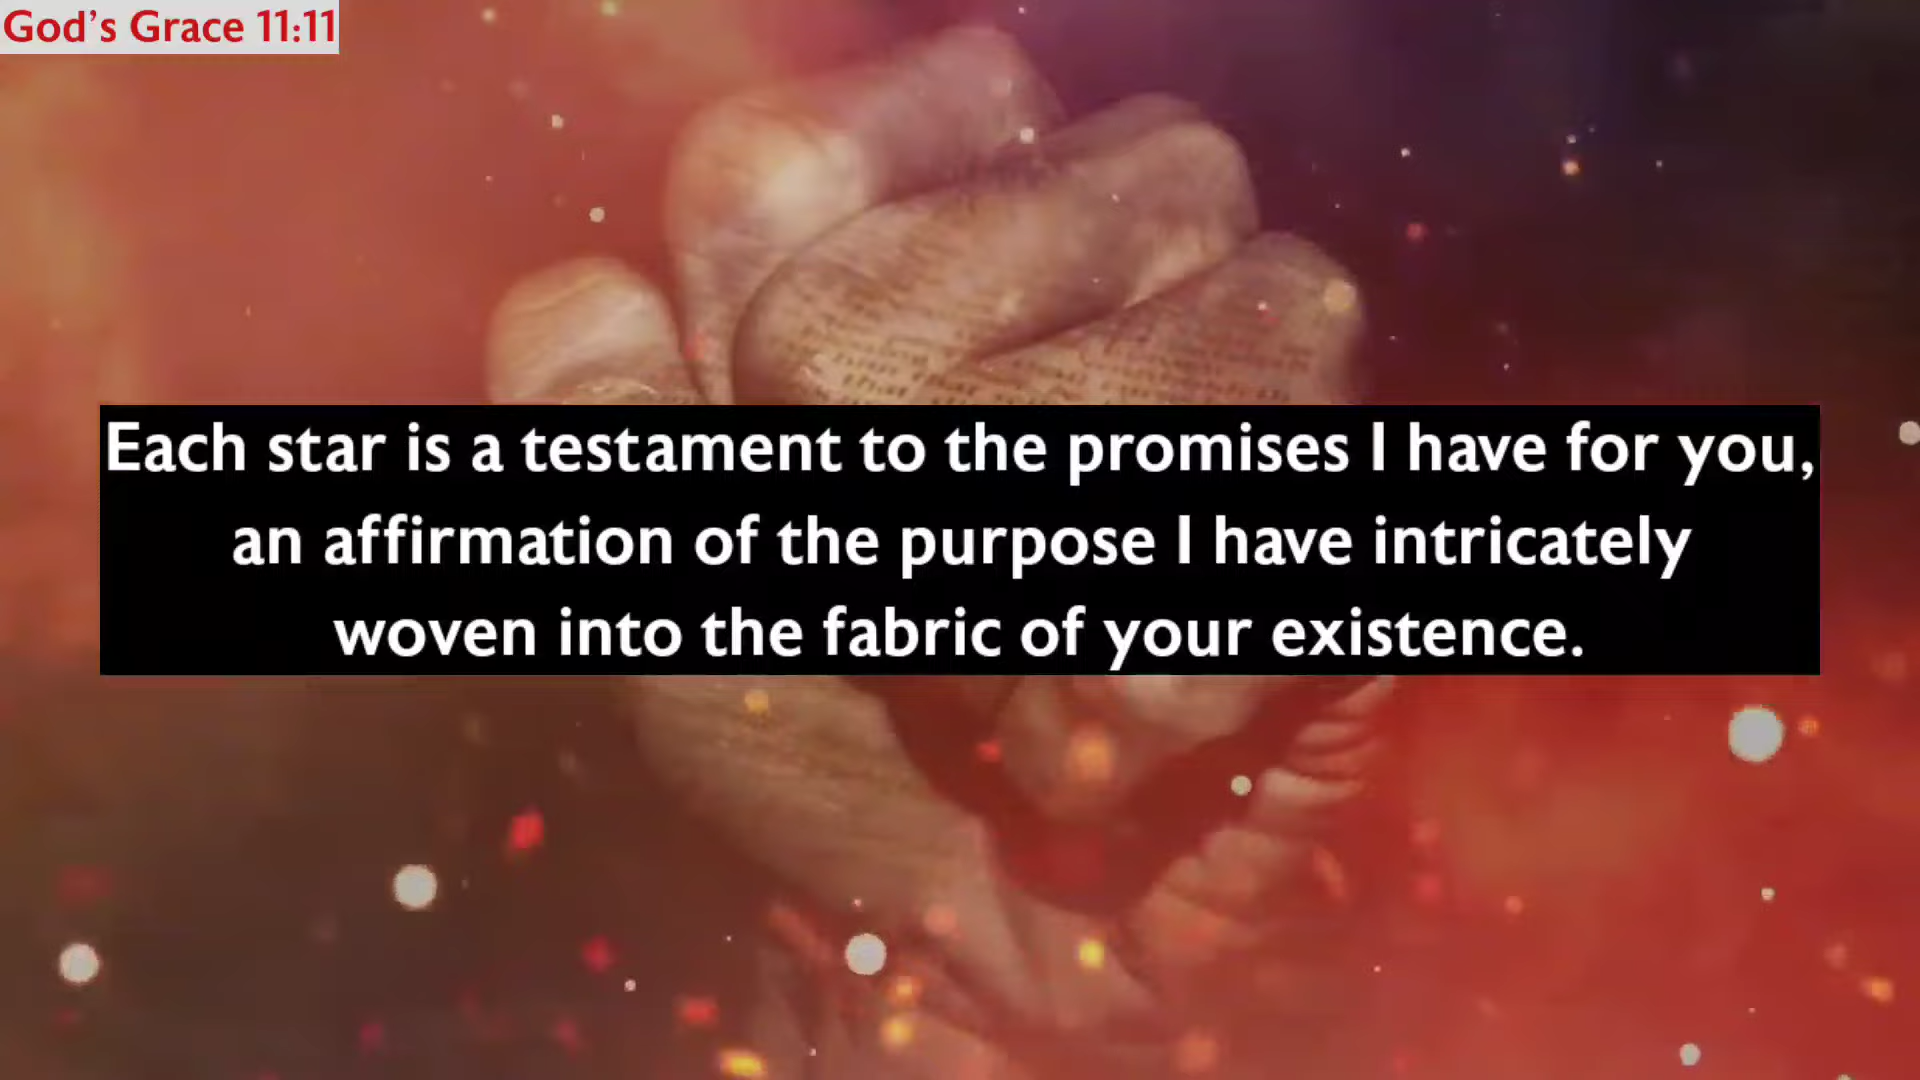 God's Grace 11:11
Each star is a testament to the promises I have for you,
an affirmation of the purpose I have intricately
woven into the fabric of your existence.